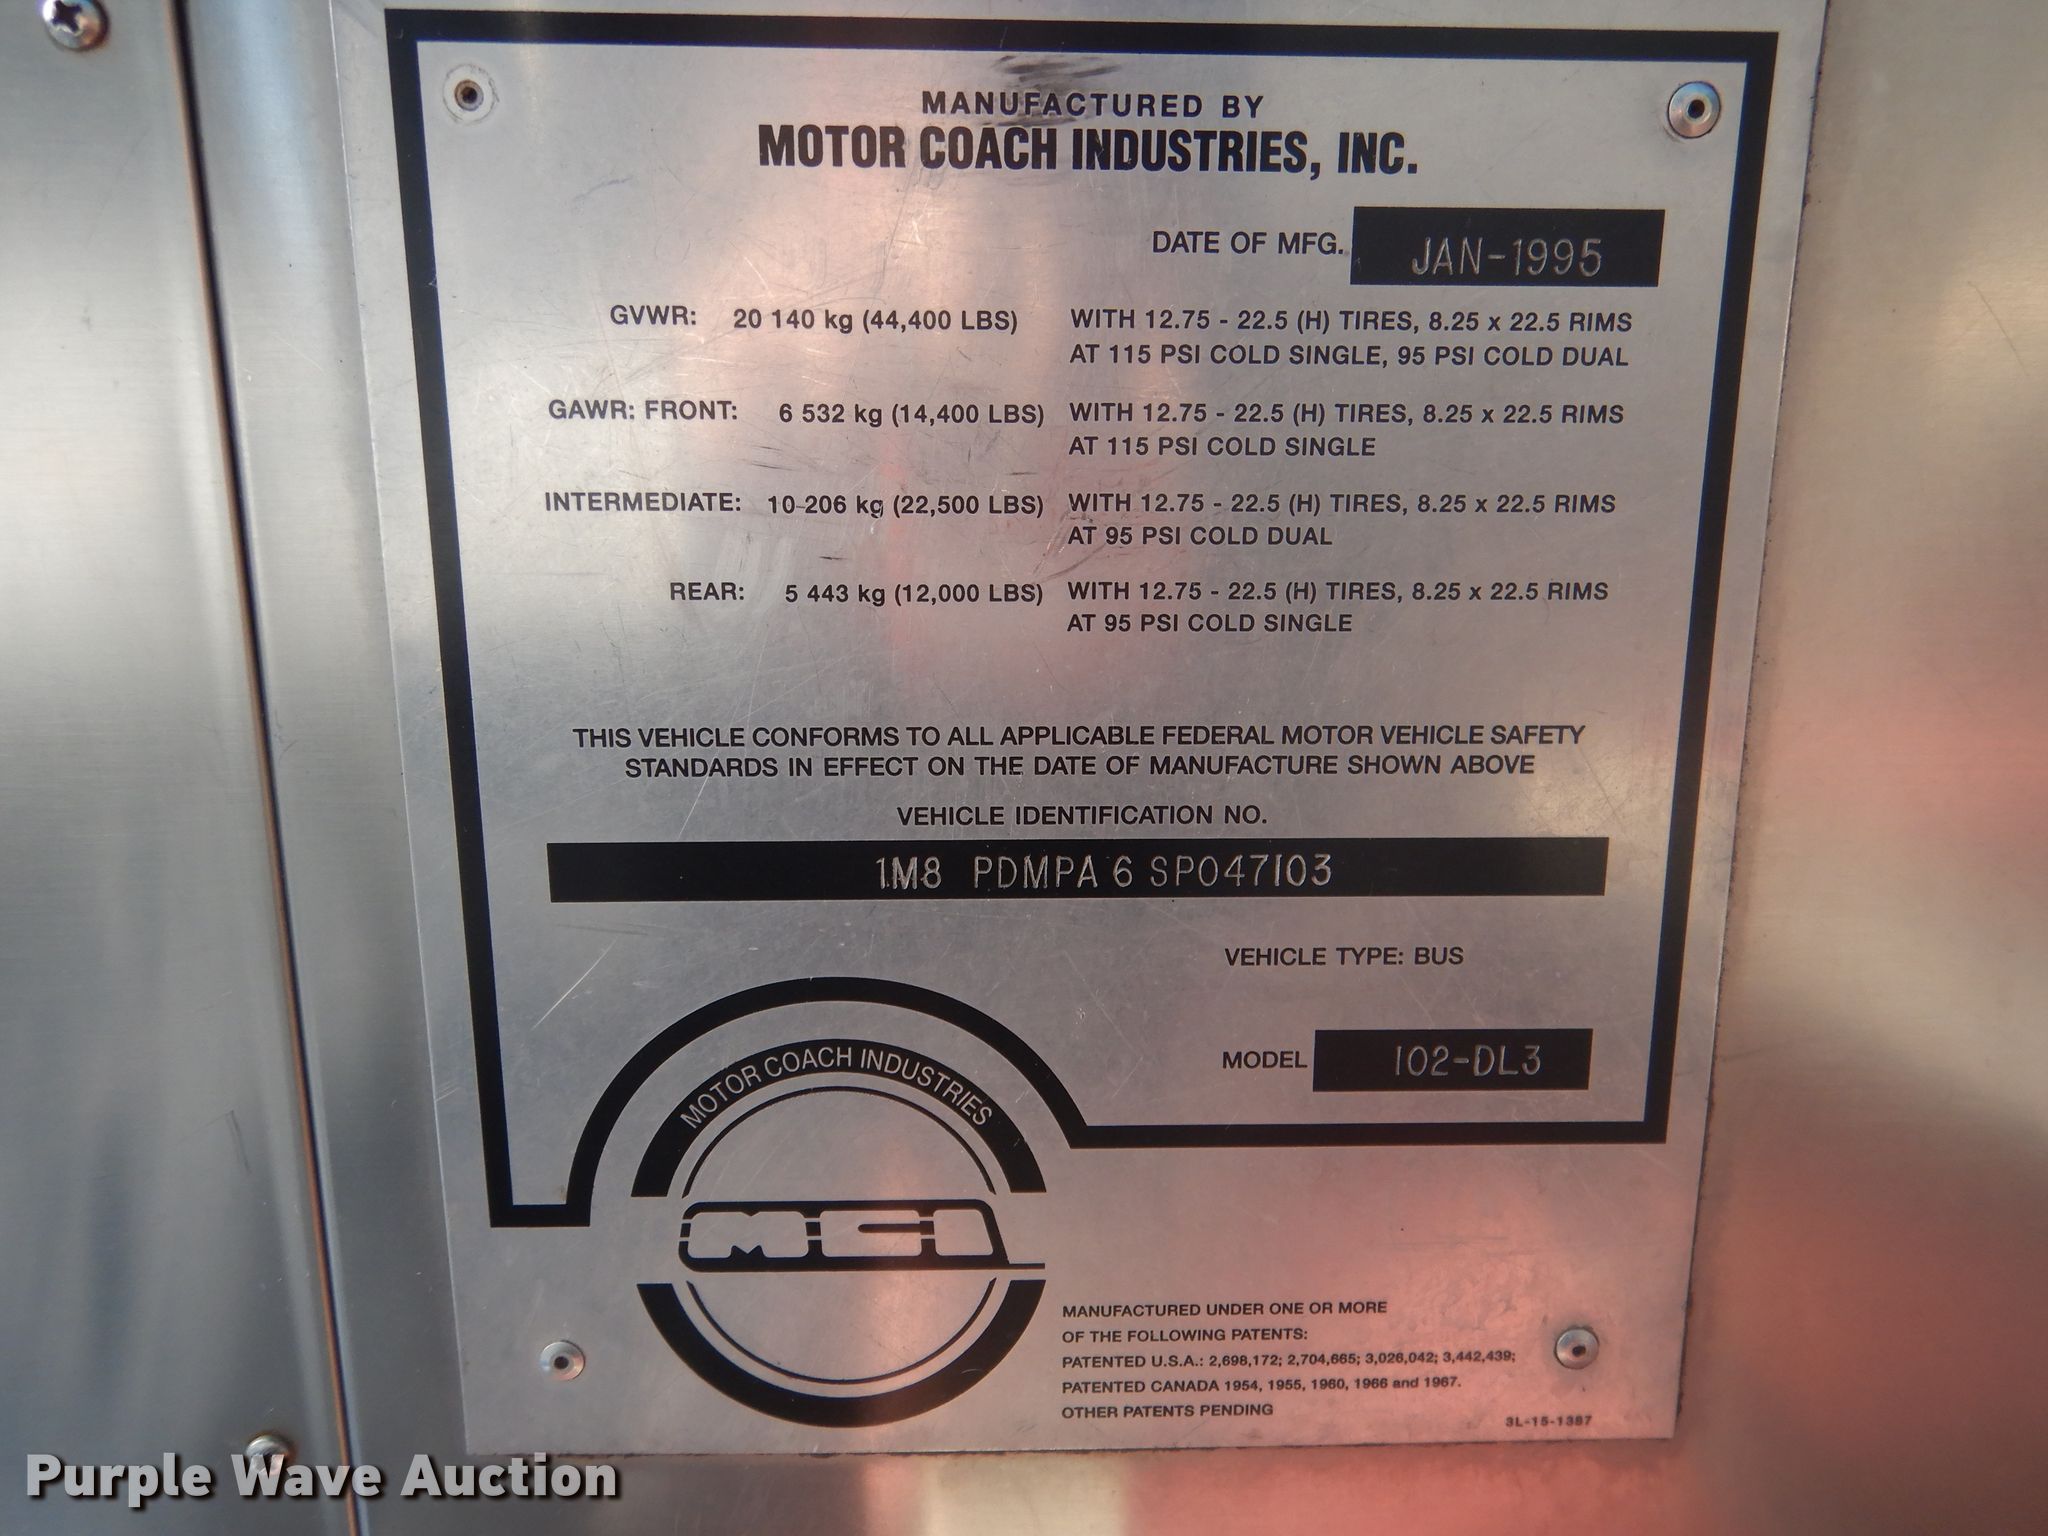 MANUFACTURED BY
MOTOR COACH INDUSTRIES, INC.
DATE OF MFG. JAN-1995
GVWR: 20 140 kg (44,400 LBS) WITH 12.75 - 22.5 (H) TIRES, 8.25 x 22.5 RIMS
AT 115 PSI COLD SINGLE, 95 PSI COLD DUAL
GAWR: FRONT: 6 532 kg (14,400 LBS) WITH 12.75 - 22.5 (H) TIRES, 8.25 x 22.5 RIMS
AT 115 PSI COLD SINGLE
INTERMEDIATE: 10 206 kg (22,500 LBS) WITH 12.75 - 22.5 (H) TIRES, 8.25 x 22.5 RIMS
AT 95 PSI COLD DUAL
REAR: 5 443 kg (12,000 LBS) WITH 12.75 - 22.5 (H) TIRES, 8.25 x 22.5 RIMS
AT 95 PSI COLD SINGLE
THIS VEHICLE CONFORMS TO ALL APPLICABLE FEDERAL MOTOR VEHICLE SAFETY
STANDARDS IN EFFECT ON THE DATE OF MANUFACTURE SHOWN ABOVE
VEHICLE IDENTIFICATION NO.
1M8 PDMPA 6 SP047103
VEHICLE TYPE: BUS
MODEL 102-DL3
MOTOR COACH INDUSTRIES
MCI
MANUFACTURED UNDER ONE OR MORE
OF THE FOLLOWING PATENTS:
PATENTED U.S.A.: 2,698,172; 2,704,665; 3,026,042; 3,442,439;
PATENTED CANADA 1954, 1955, 1960, 1966 and 1967.
OTHER PATENTS PENDING
3L-15-1387
Purple Wave Auction